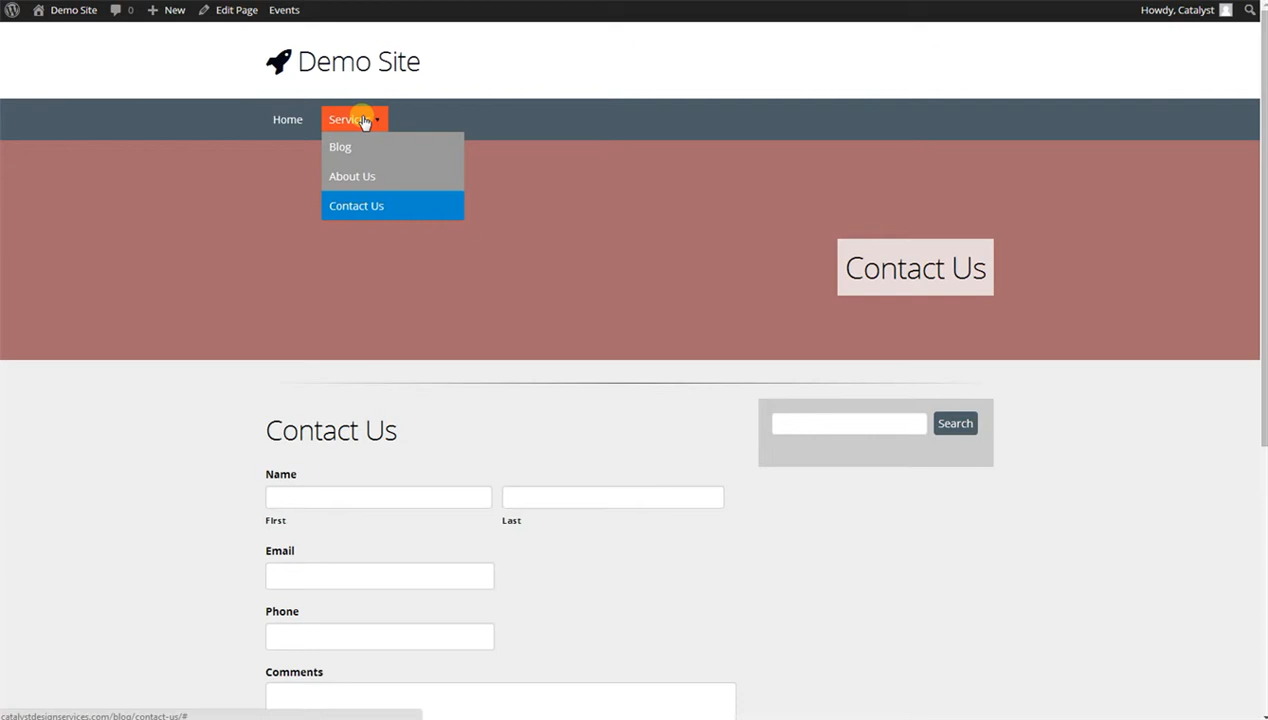 Demo Site 0 New Edit Page Events Howdy, Catalyst
Demo Site
Home
Blog
About Us
Contact Us
Contact Us
Contact Us
Search
Name
First Last
Email
Phone
Comments
catalystdesignservices.com/blog/contact-us/#